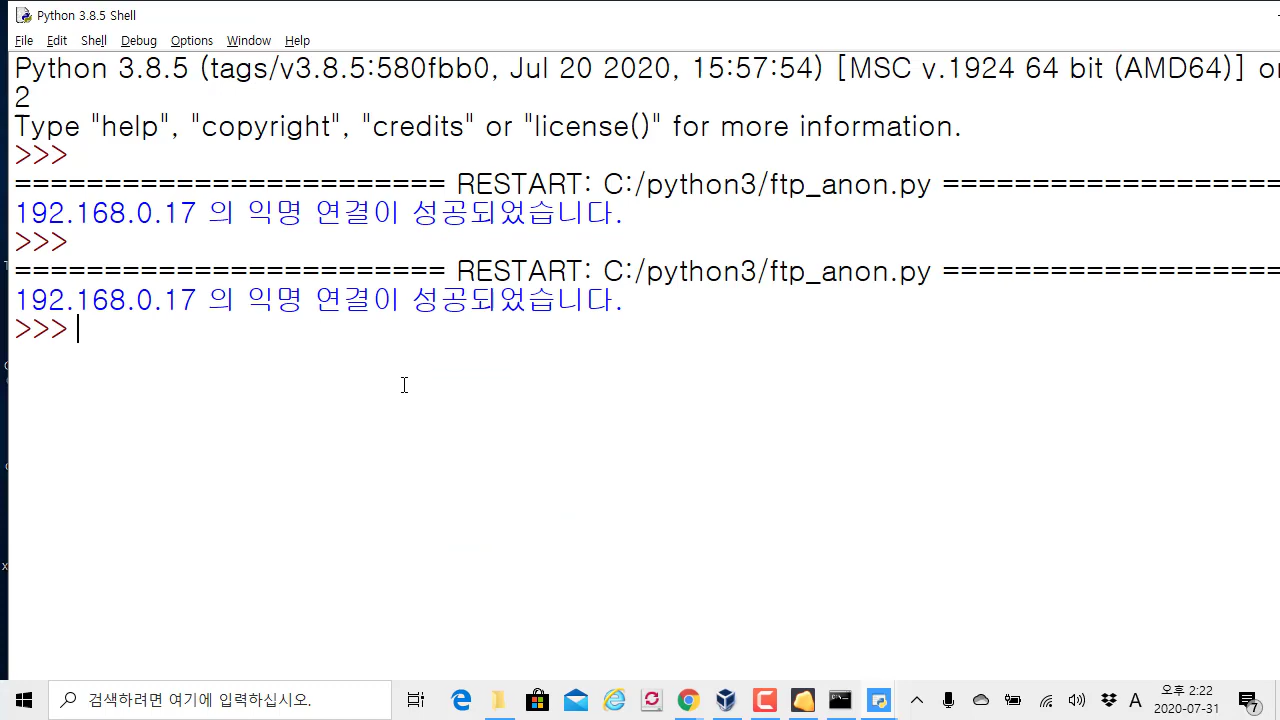 Python 3.8.5 Shell
File Edit Shell Debug Options Window Help
Python 3.8.5 (tags/v3.8.5:580fbb0, Jul 20 2020, 15:57:54) [MSC v.1924 64 bit (AMD64)] or
2
Type "help", "copyright", "credits" or "license()" for more information.
>>>
======================== RESTART: C:/python3/ftp_anon.py ===================
192.168.0.17 의 익명 연결이 성공되었습니다.
>>>
======================== RESTART: C:/python3/ftp_anon.py ===================
192.168.0.17 의 익명 연결이 성공되었습니다.
>>>
검색하려면 여기에 입력하십시오.
A
오후 2:22
2020-07-31
7